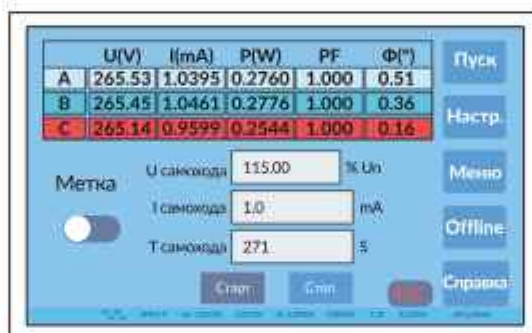 U(V) I(mA) P(W) PF Φ(°)
A 265.53 1.0395 0.2760 1.000 0.51
B 265.45 1.0461 0.2776 1.000 0.36
C 265.14 0.9599 0.2544 1.000 0.16
Пуск
Настр.
Меню
Offline
Справка
Метка
U самохода 115.00 % Un
I самохода 1.0 mA
T самохода 271 S
Старт Стоп